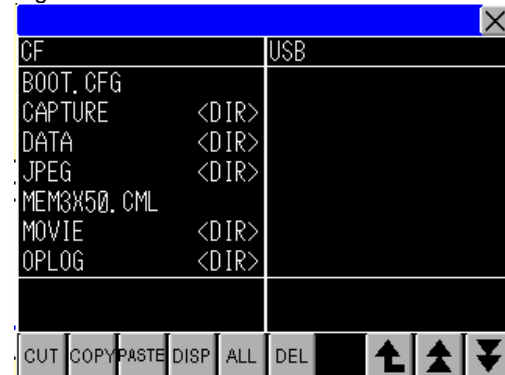 CF USB
BOOT.CFG
CAPTURE <DIR>
DATA <DIR>
JPEG <DIR>
MEM3X50.CML
MOVIE <DIR>
OPLOG <DIR>
CUT COPY PASTE DISP ALL DEL